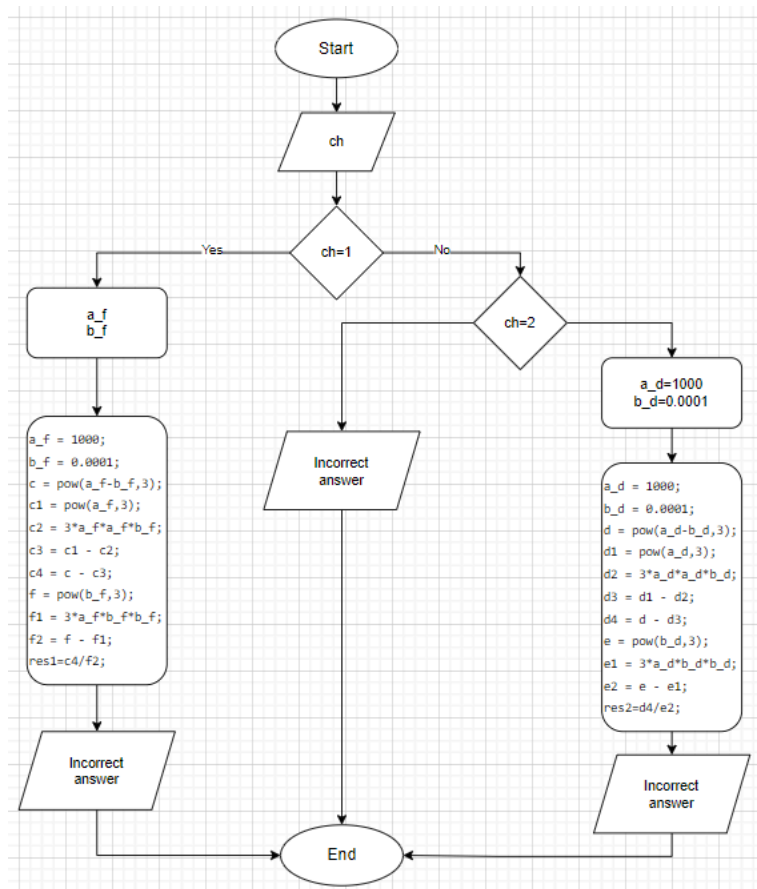 Start
ch
ch=1
Yes
No
a_f
b_f
ch=2
a_d=1000
b_d=0.0001
a_f = 1000;
b_f = 0.0001;
c = pow(a_f-b_f,3);
c1 = pow(a_f,3);
c2 = 3*a_f*a_f*b_f;
c3 = c1 - c2;
c4 = c - c3;
f = pow(b_f,3);
f1 = 3*a_f*b_f*b_f;
f2 = f - f1;
res1=c4/f2;
Incorrect
answer
a_d = 1000;
b_d = 0.0001;
d = pow(a_d-b_d,3);
d1 = pow(a_d,3);
d2 = 3*a_d*a_d*b_d;
d3 = d1 - d2;
d4 = d - d3;
e = pow(b_d,3);
e1 = 3*a_d*b_d*b_d;
e2 = e - e1;
res2=d4/e2;
Incorrect
answer
Incorrect
answer
End